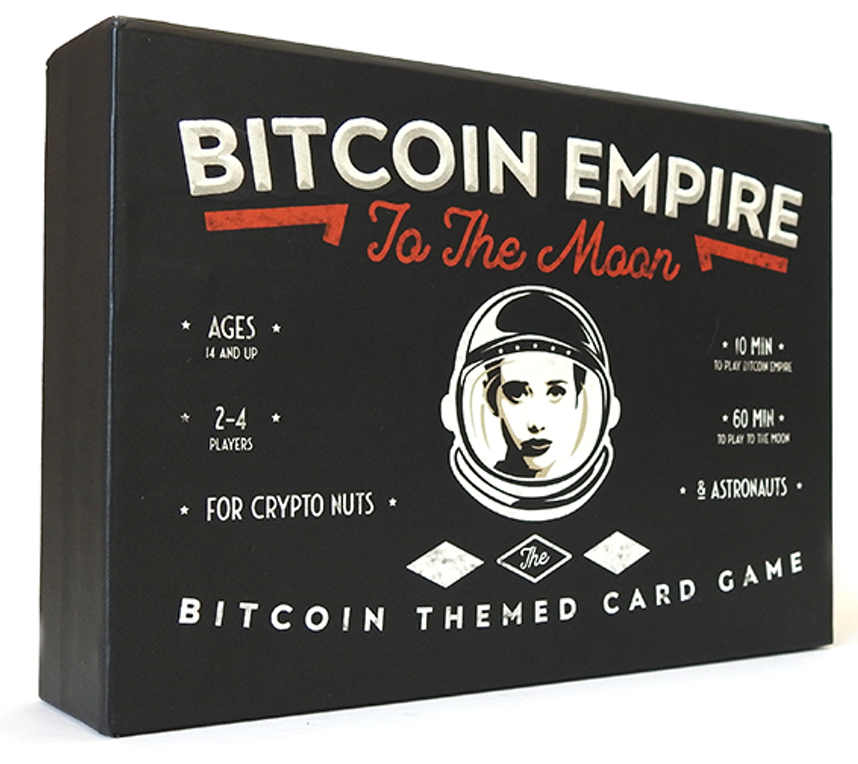 BITCOIN EMPIRE
To The Moon
AGES
14 AND UP
2-4
PLAYERS
FOR CRYPTO NUTS
10 MIN
TO PLAY BITCOIN EMPIRE
60 MIN
TO PLAY TO THE MOON
& ASTRONAUTS
The
BITCOIN THEMED CARD GAME